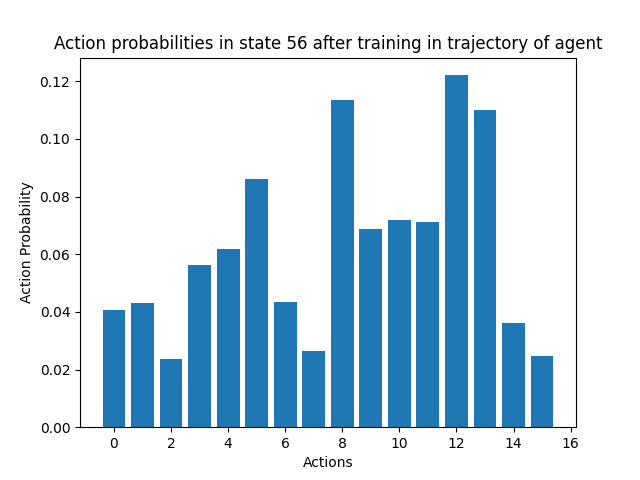 Action probabilities in state 56 after training in trajectory of agent
0.12
0.10
0.08
0.06
0.04
0.02
0.00
Action Probability
0 2 4 6 8 10 12 14 16
Actions